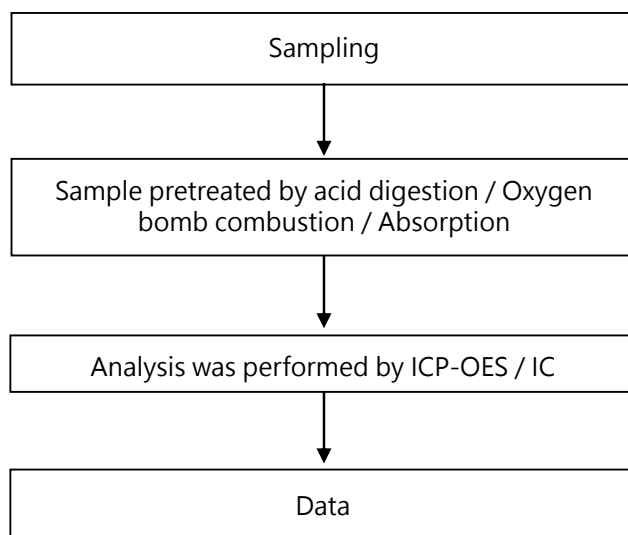 Sampling
Sample pretreated by acid digestion / Oxygen
bomb combustion / Absorption
Analysis was performed by ICP-OES / IC
Data